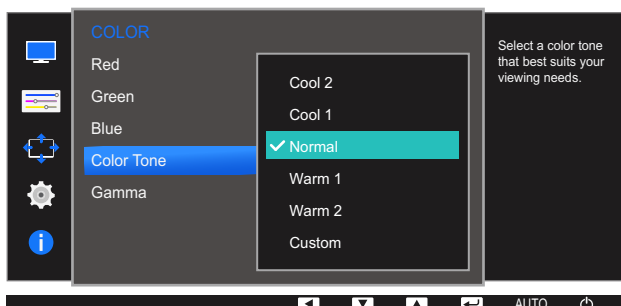 COLOR
Red
Green
Blue
Color Tone
Gamma
Cool 2
Cool 1
Normal
Warm 1
Warm 2
Custom
Select a color tone
that best suits your
viewing needs.
AUTO